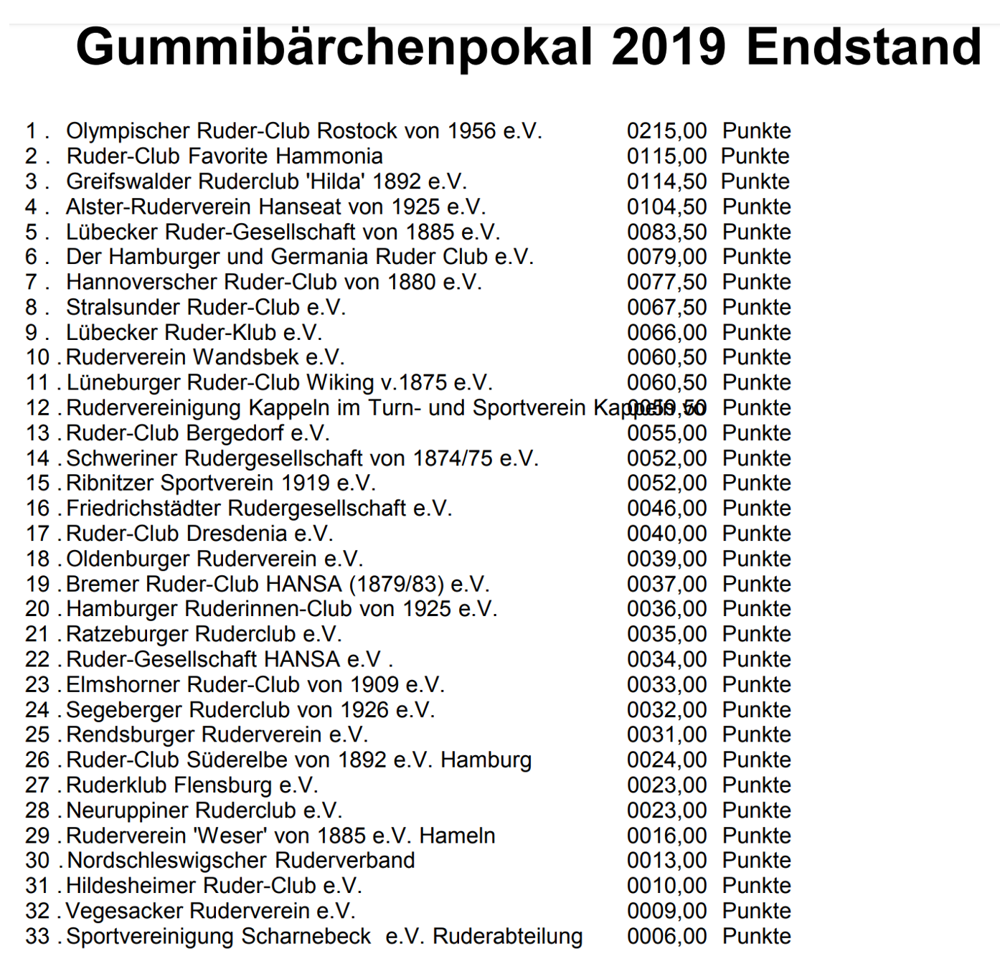 Gummibärchenpokal 2019 Endstand
1 . Olympischer Ruder-Club Rostock von 1956 e.V. 0215,00 Punkte
2 . Ruder-Club Favorite Hammonia 0115,00 Punkte
3 . Greifswalder Ruderclub 'Hilda' 1892 e.V. 0114,50 Punkte
4 . Alster-Ruderverein Hanseat von 1925 e.V. 0104,50 Punkte
5 . Lübecker Ruder-Gesellschaft von 1885 e.V. 0083,50 Punkte
6 . Der Hamburger und Germania Ruder Club e.V. 0079,00 Punkte
7 . Hannoverscher Ruder-Club von 1880 e.V. 0077,50 Punkte
8 . Stralsunder Ruder-Club e.V. 0067,50 Punkte
9 . Lübecker Ruder-Klub e.V. 0066,00 Punkte
10 . Ruderverein Wandsbek e.V. 0060,50 Punkte
11 . Lüneburger Ruder-Club Wiking v.1875 e.V. 0060,50 Punkte
12 . Rudervereinigung Kappeln im Turn- und Sportverein Kappeln vo 0059,50 Punkte
13 . Ruder-Club Bergedorf e.V. 0055,00 Punkte
14 . Schweriner Rudergesellschaft von 1874/75 e.V. 0052,00 Punkte
15 . Ribnitzer Sportverein 1919 e.V. 0052,00 Punkte
16 . Friedrichstädter Rudergesellschaft e.V. 0046,00 Punkte
17 . Ruder-Club Dresdenia e.V. 0040,00 Punkte
18 . Oldenburger Ruderverein e.V. 0039,00 Punkte
19 . Bremer Ruder-Club HANSA (1879/83) e.V. 0037,00 Punkte
20 . Hamburger Ruderinnen-Club von 1925 e.V. 0036,00 Punkte
21 . Ratzeburger Ruderclub e.V. 0035,00 Punkte
22 . Ruder-Gesellschaft HANSA e.V . 0034,00 Punkte
23 . Elmshorner Ruder-Club von 1909 e.V. 0033,00 Punkte
24 . Segeberger Ruderclub von 1926 e.V. 0032,00 Punkte
25 . Rendsburger Ruderverein e.V. 0031,00 Punkte
26 . Ruder-Club Süderelbe von 1892 e.V. Hamburg 0024,00 Punkte
27 . Ruderklub Flensburg e.V. 0023,00 Punkte
28 . Neuruppiner Ruderclub e.V. 0023,00 Punkte
29 . Ruderverein 'Weser' von 1885 e.V. Hameln 0016,00 Punkte
30 . Nordschleswigscher Ruderverband 0013,00 Punkte
31 . Hildesheimer Ruder-Club e.V. 0010,00 Punkte
32 . Vegesacker Ruderverein e.V. 0009,00 Punkte
33 . Sportvereinigung Scharnebeck e.V. Ruderabteilung 0006,00 Punkte